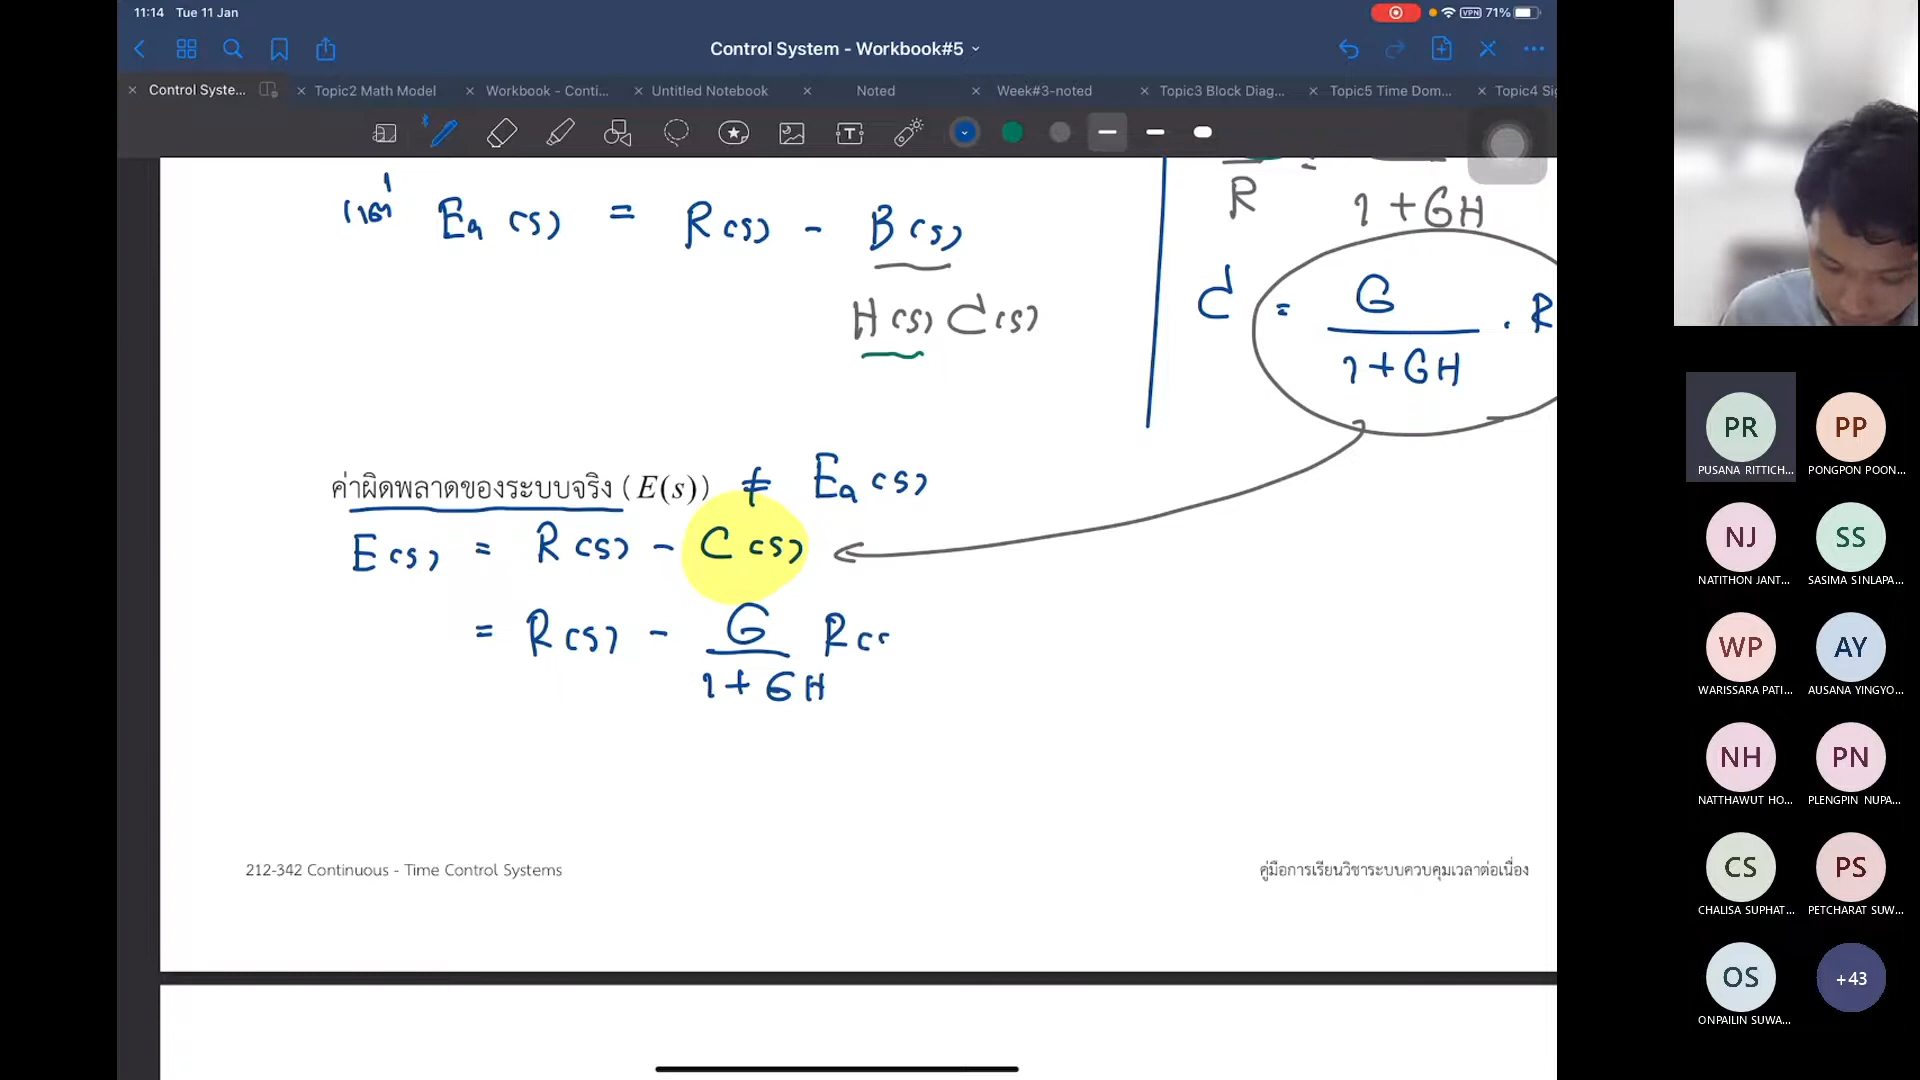 11:14 Tue 11 Jan
VPN 71%
Control System - Workbook#5
Control Syste...
Topic2 Math Model
Workbook - Conti...
Untitled Notebook
Noted
Week#3-noted
Topic3 Block Diag...
Topic5 Time Dom...
Topic4 Si
แต่ Ea(s) = R(s) - B(s)
H(s) C(s)
R = 1+GH
C = G / 1+GH . R
ค่าผิดพลาดของระบบจริง ( E(s)) ≠ Ea(s)
E(s) = R(s) - C(s)
= R(s) - G / 1+GH R(s
212-342 Continuous - Time Control Systems
คู่มือการเรียนวิชาระบบควบคุมเวลาต่อเนื่อง
PR
PUSANA RITTICH...
PP
PONGPON POON...
NJ
NATITHON JANT...
SS
SASIMA SINLAPA...
WP
WARISSARA PATI...
AY
AUSANA YINGYO...
NH
NATTHAWUT HO...
PN
PLENGPIN NUPA...
CS
CHALISA SUPHAT...
PS
PETCHARAT SUW...
OS
ONPAILIN SUWA...
+43